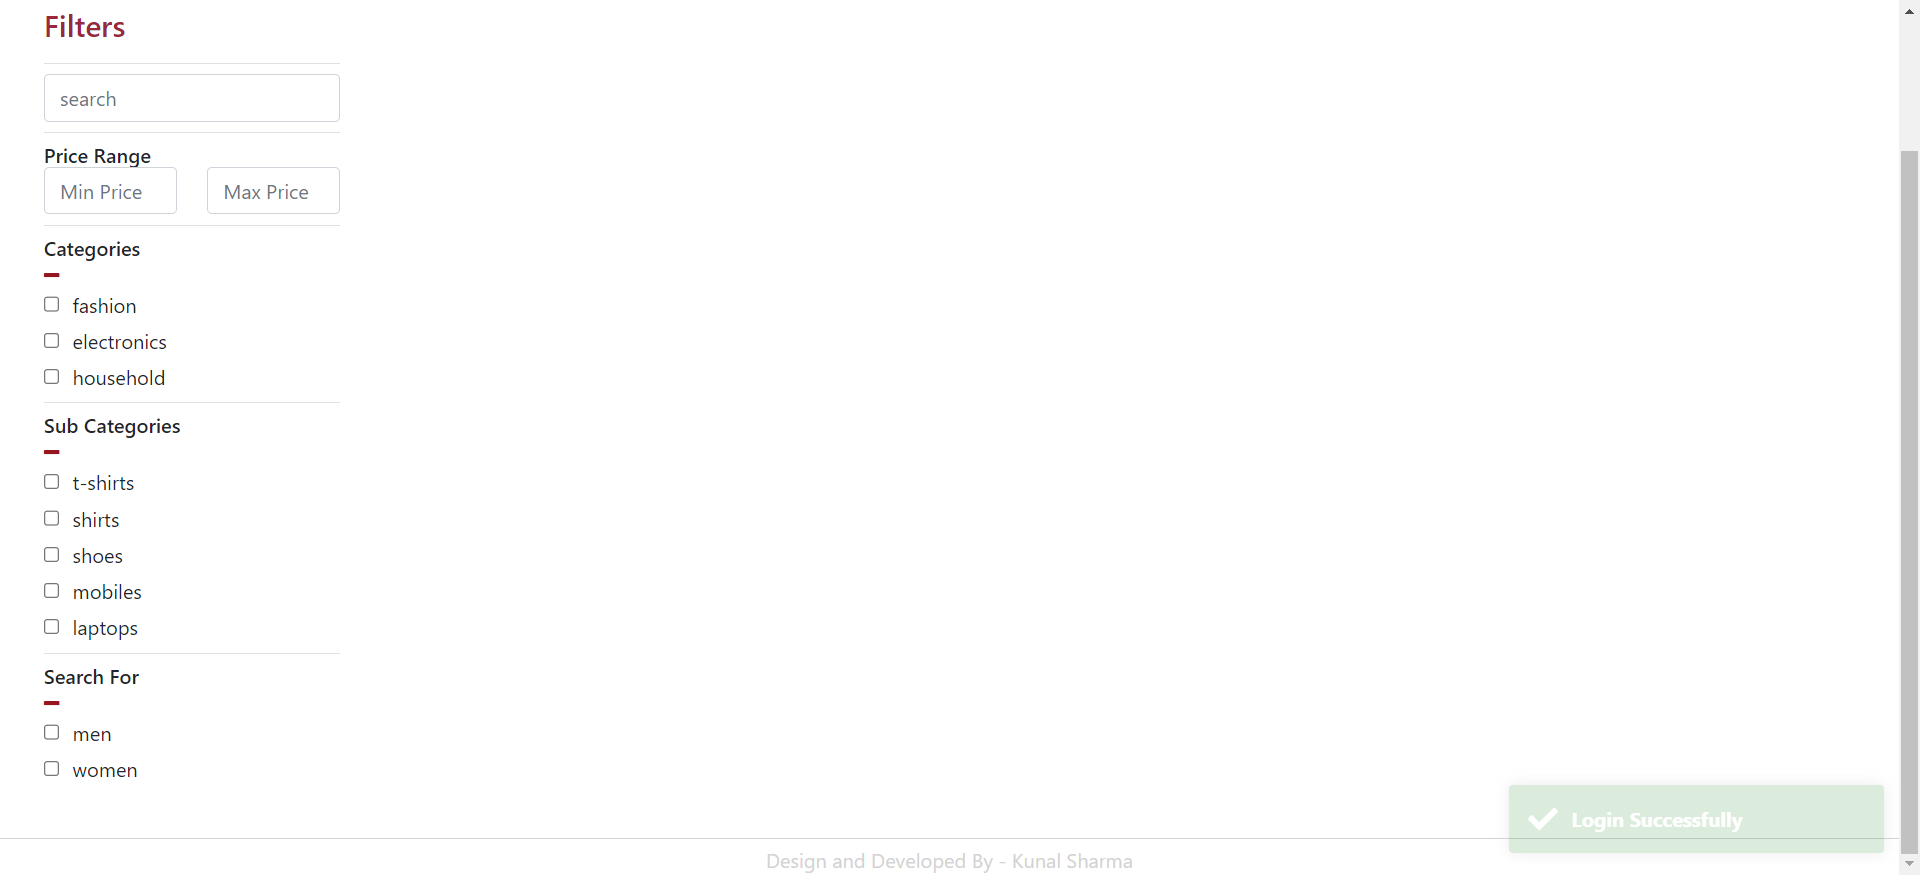 Filters
search
Price Range
Min Price Max Price
Categories
fashion
electronics
household
Sub Categories
t-shirts
shirts
shoes
mobiles
laptops
Search For
men
women
Login Successfully
Design and Developed By - Kunal Sharma